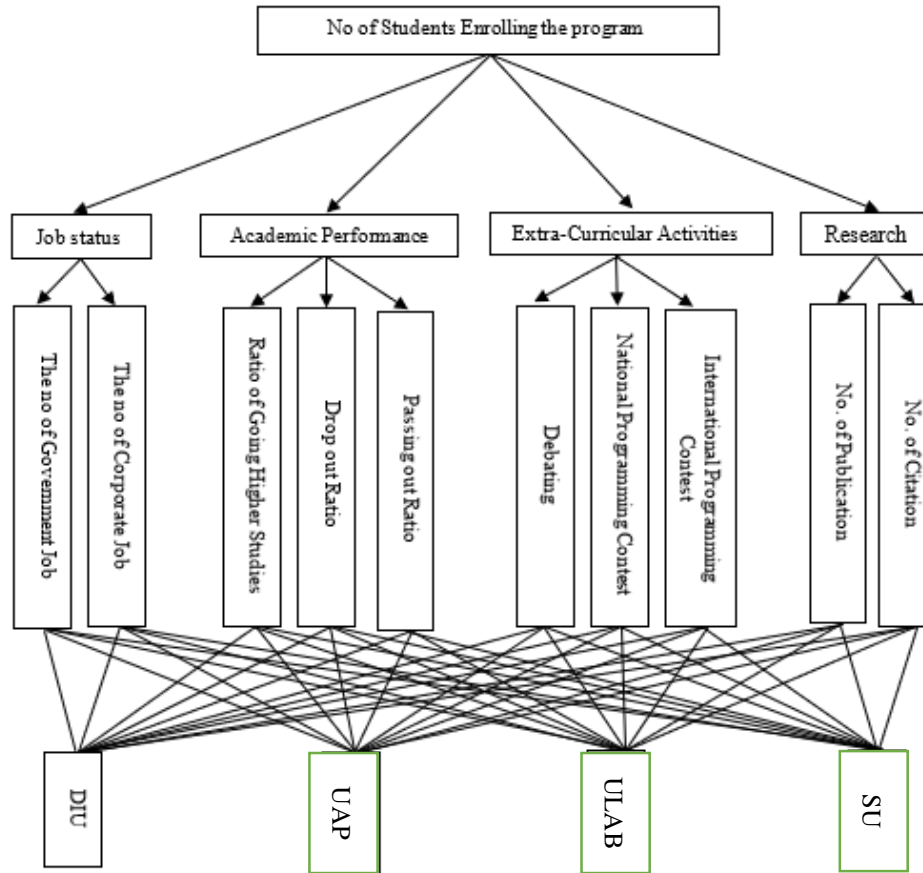 No of Students Enrolling the program
Job status
Academic Performance
Extra-Curricular Activities
Research
The no of Government Job
The no of Corporate Job
Ratio of Going Higher Studies
Drop out Ratio
Passing out Ratio
Debating
National Programming Contest
International Programming
Contest
No. of Publication
No. of Citation
DIU
UAP
ULAB
SU